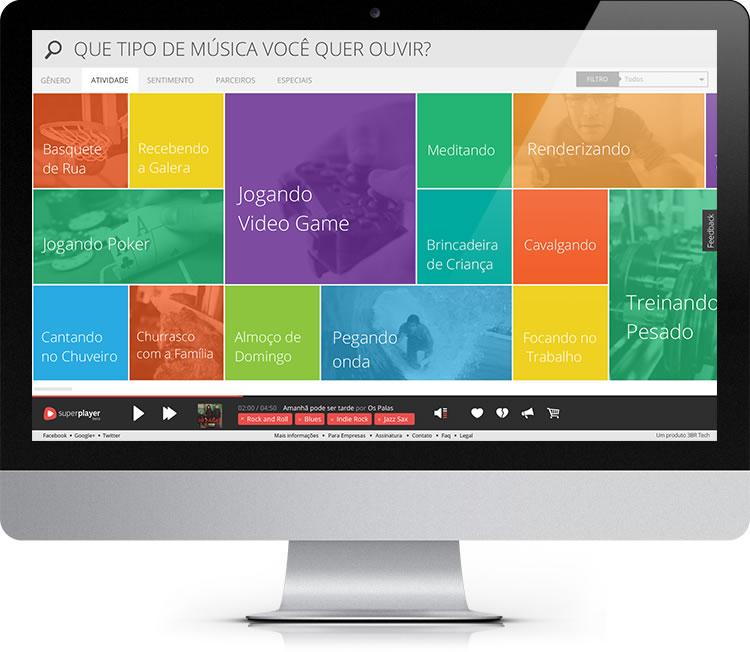 QUE TIPO DE MÚSICA VOCÊ QUER OUVIR?
GÊNERO ATIVIDADE SENTIMENTO PARCEIROS ESPECIAIS FILTRO Todos
Basquete
de Rua
Recebendo
a Galera
Jogando
Video Game
Meditando
Renderizando
Jogando Poker
Brincadeira
de Criança
Cavalgando
Feedback
Treinando
Pesado
Cantando
no Chuveiro
Churrasco
com a Família
Almoço de
Domingo
Pegando
onda
Focando no
Trabalho
superplayer
beta
02:00 / 04:50 Amanhã pode ser tarde por Os Palas
× Rock and Roll × Blues × Indie Rock × Jazz Sax
Facebook • Google+ • Twitter Mais informações • Para Empresas • Assinatura • Contato • Faq • Legal Um produto 3BR Tech